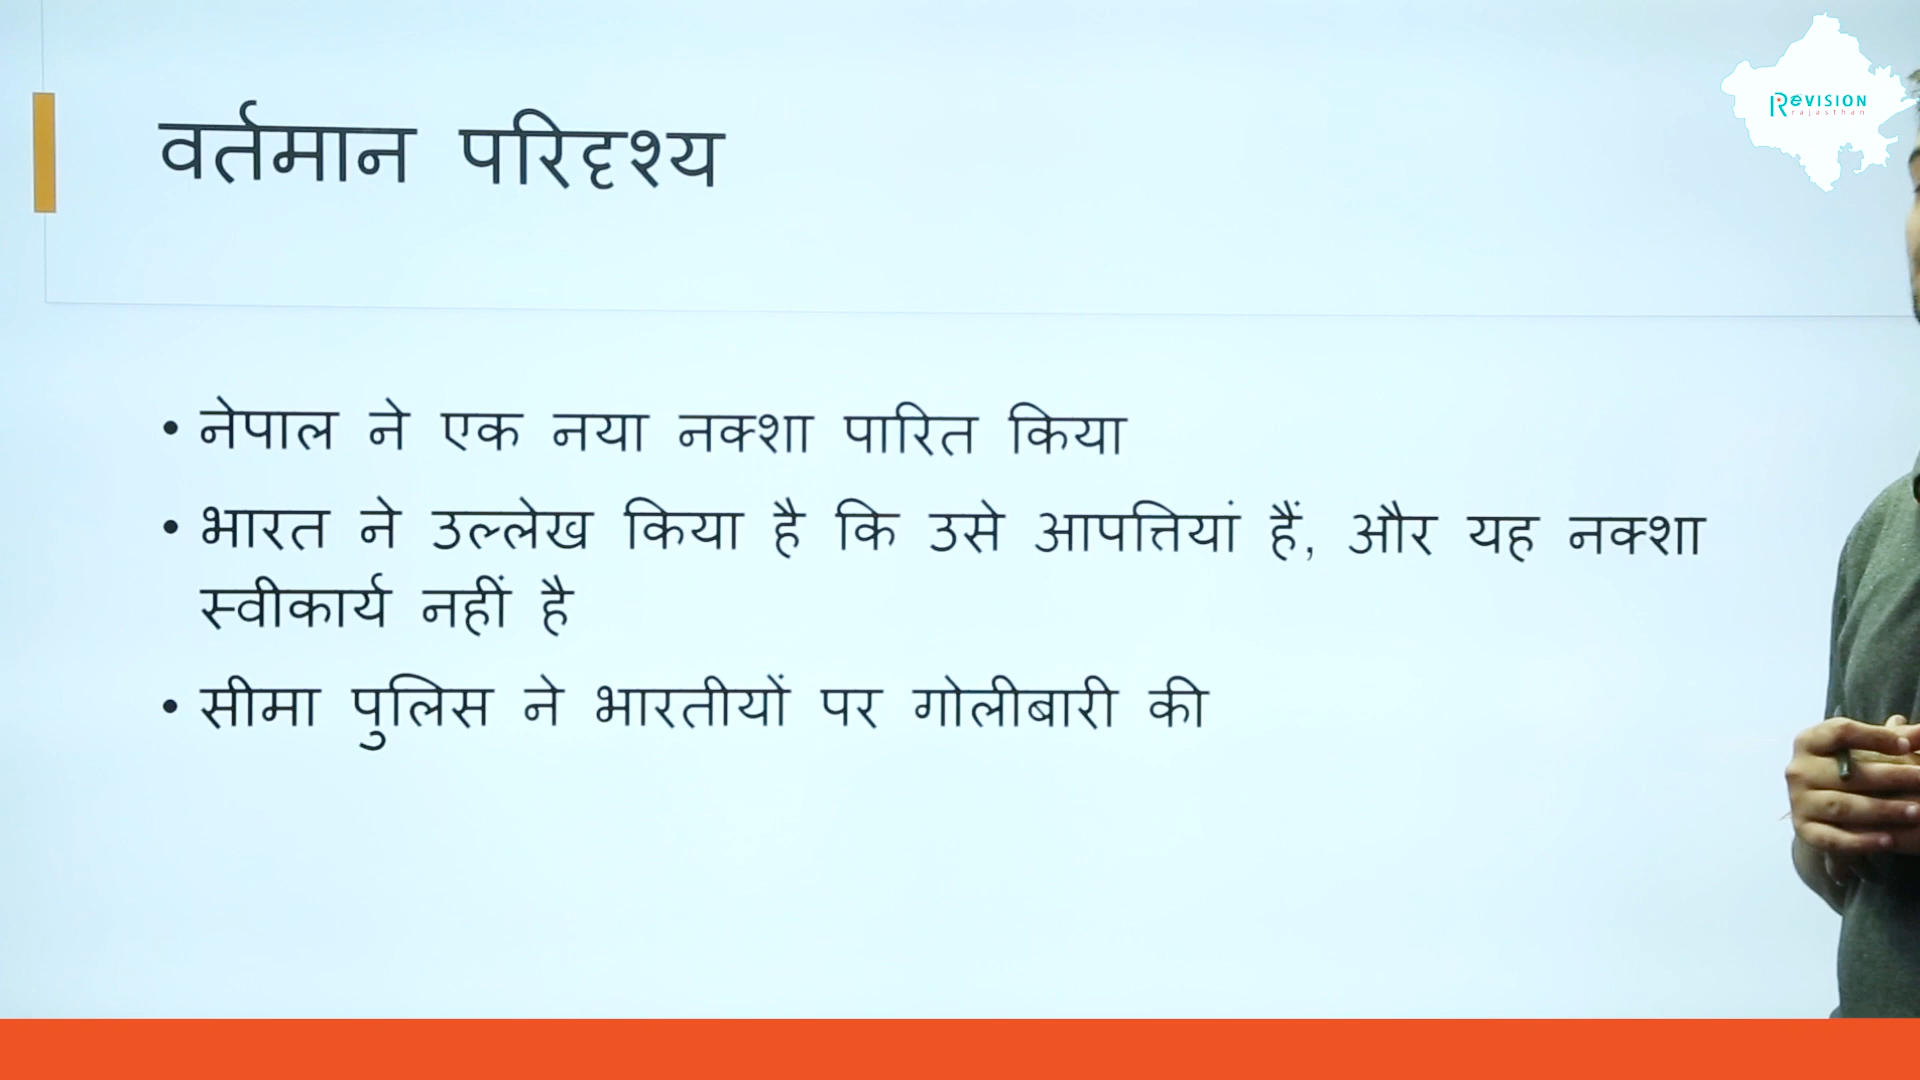 REVISION
rajasthan
वर्तमान परिदृश्य
• नेपाल ने एक नया नक्शा पारित किया
• भारत ने उल्लेख किया है कि उसे आपत्तियां हैं, और यह नक्शा
स्वीकार्य नहीं है
• सीमा पुलिस ने भारतीयों पर गोलीबारी की